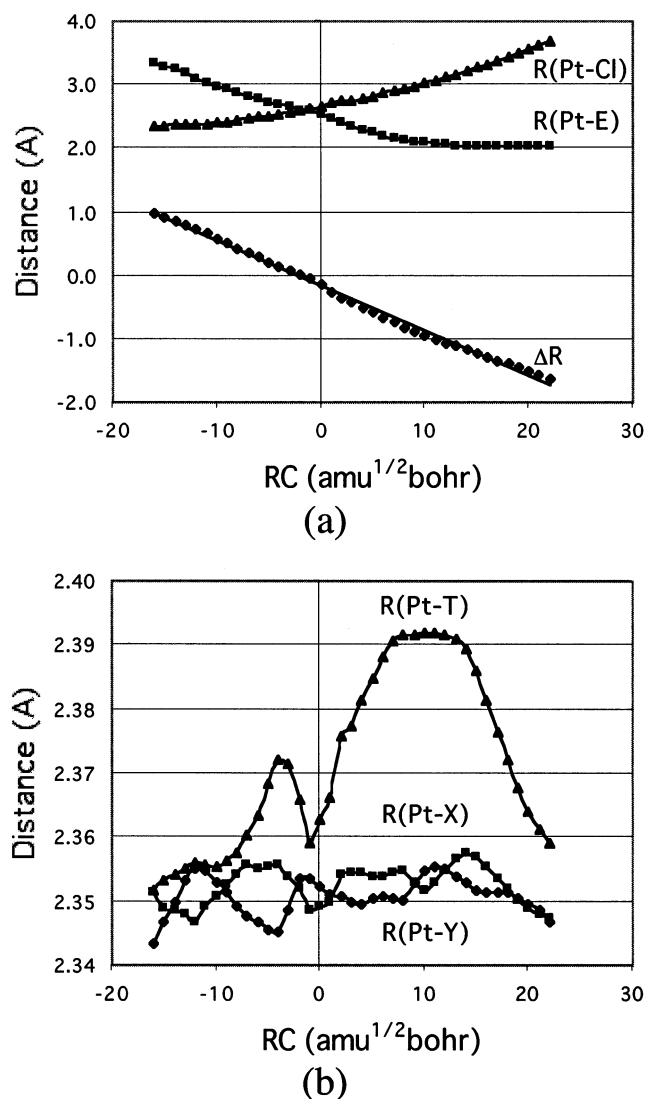 4.0
3.0
2.0
1.0
0.0
-1.0
-2.0
Distance (A)
R(Pt-Cl)
R(Pt-E)
ΔR
-20 -10 0 10 20 30
RC (amu1/2bohr)
(a)
2.40
2.39
2.38
2.37
2.36
2.35
2.34
Distance (A)
R(Pt-T)
R(Pt-X)
R(Pt-Y)
-20 -10 0 10 20 30
RC (amu1/2bohr)
(b)